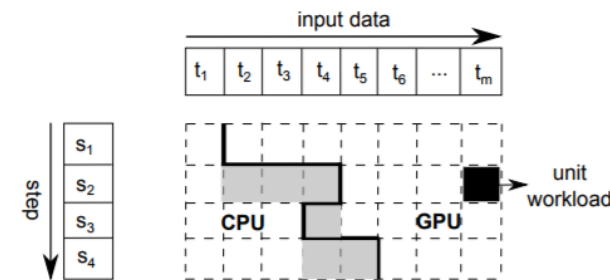 input data
t1 t2 t3 t4 t5 t6 ... tm
step
s1
s2
unit
workload
s3
CPU GPU
s4